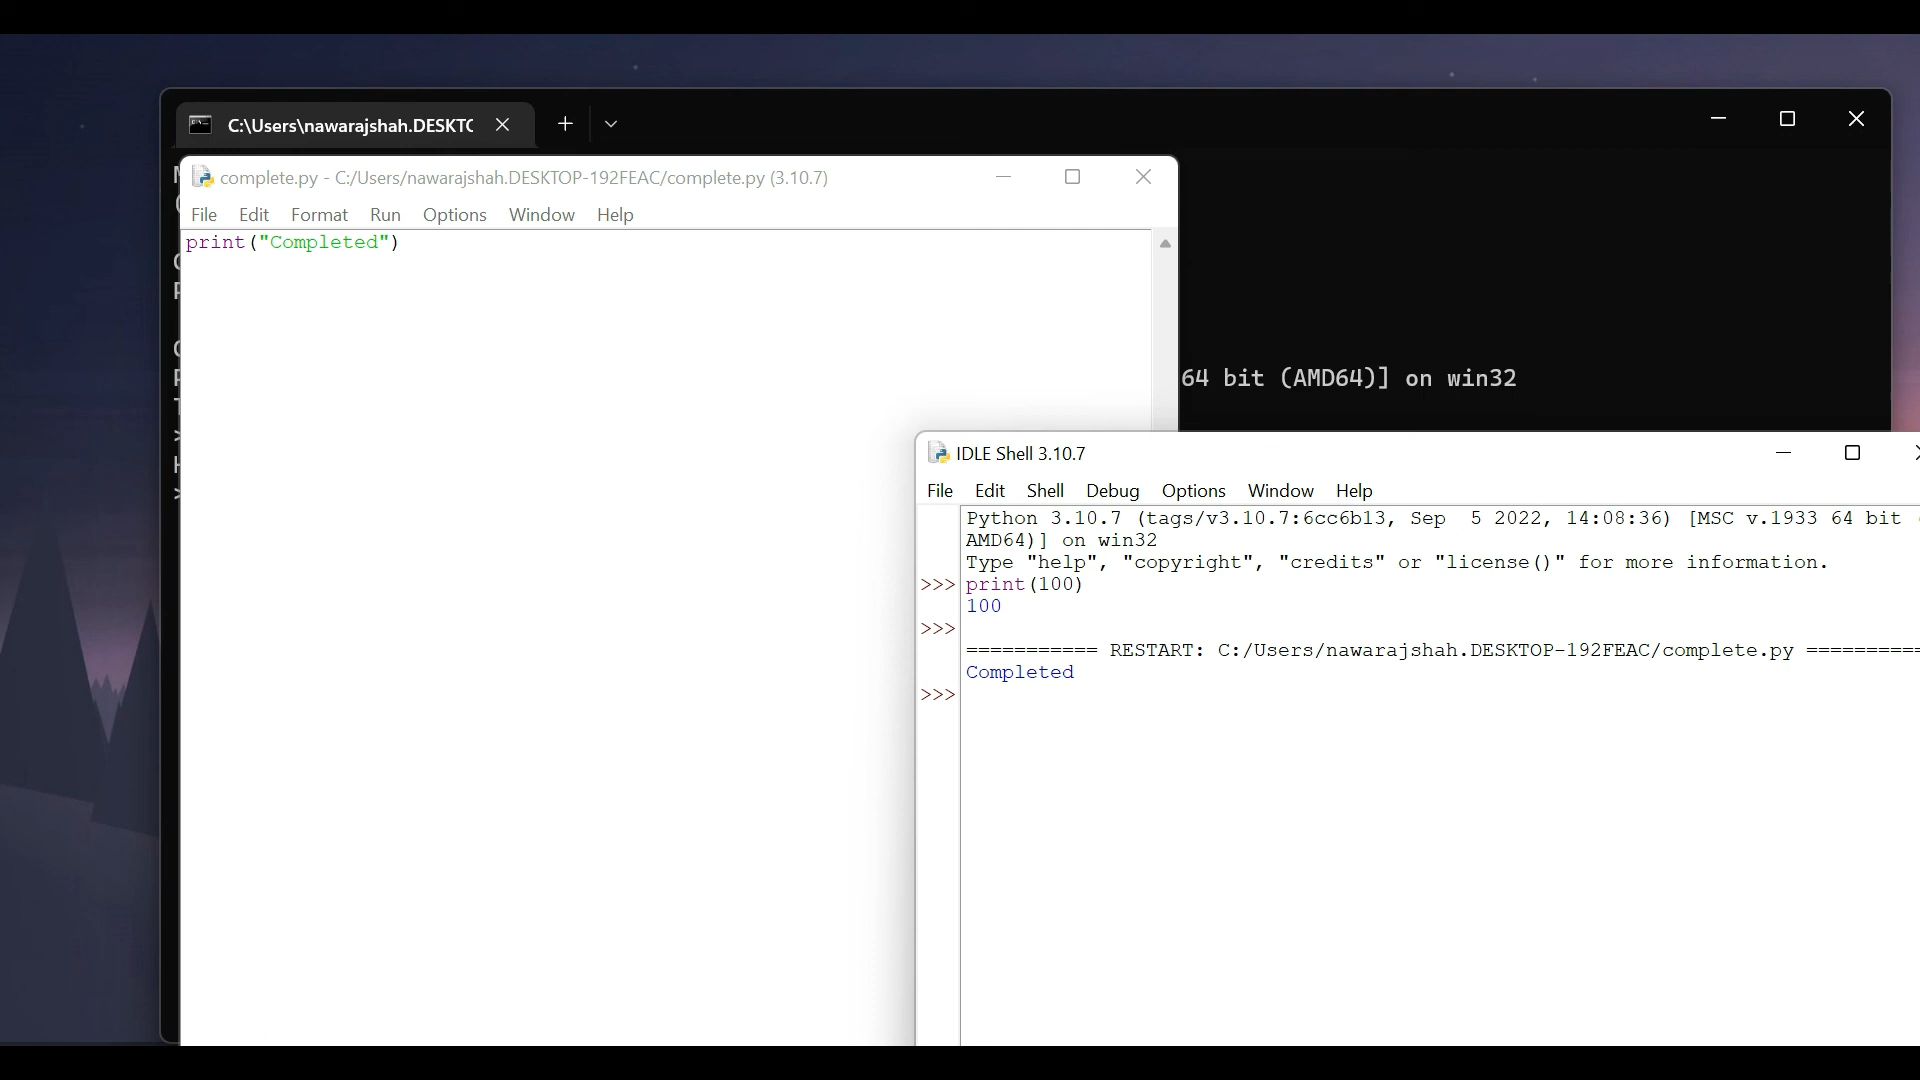 C:\Users\nawarajshah.DESKTC
complete.py - C:/Users/nawarajshah.DESKTOP-192FEAC/complete.py (3.10.7)
File Edit Format Run Options Window Help
print("Completed")
64 bit (AMD64)] on win32
IDLE Shell 3.10.7
File Edit Shell Debug Options Window Help
Python 3.10.7 (tags/v3.10.7:6cc6b13, Sep  5 2022, 14:08:36) [MSC v.1933 64 bit (
AMD64)] on win32
Type "help", "copyright", "credits" or "license()" for more information.
>>> print(100)
100
>>>
=========== RESTART: C:/Users/nawarajshah.DESKTOP-192FEAC/complete.py ==========
Completed
>>>